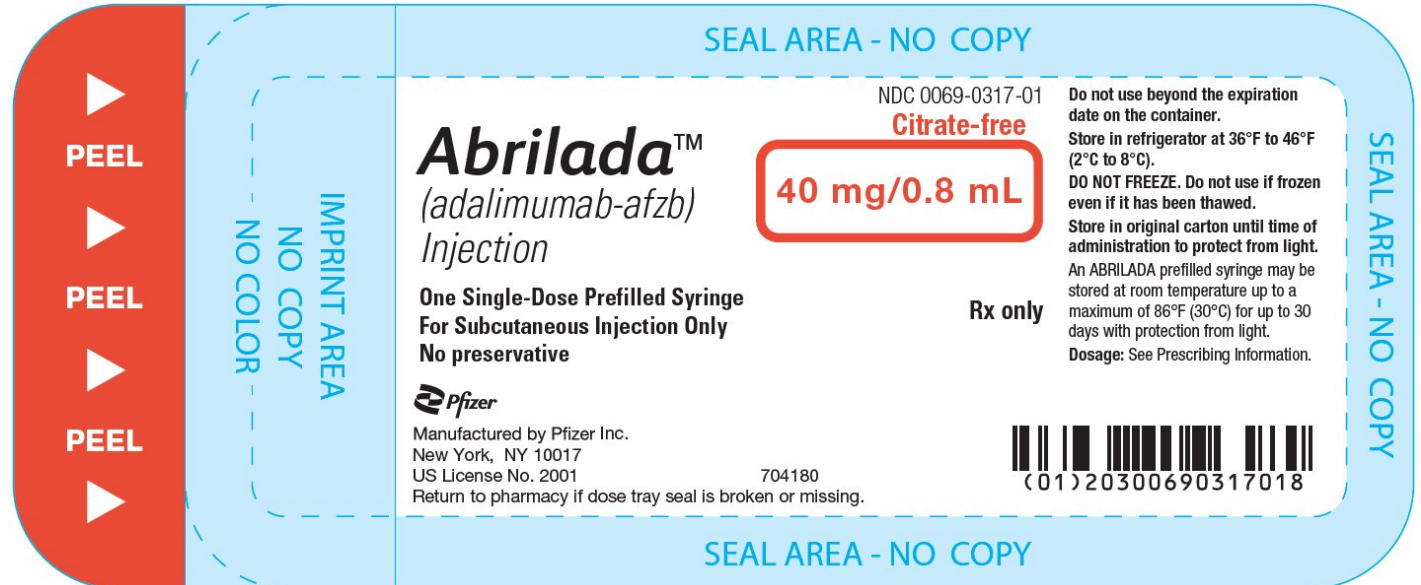 SEAL AREA - NO COPY
PEEL
PEEL
PEEL
IMPRINT AREA
NO COPY
NO COLOR
Abrilada™
(adalimumab-afzb)
Injection
One Single-Dose Prefilled Syringe
For Subcutaneous Injection Only
No preservative
NDC 0069-0317-01
Citrate-free
40 mg/0.8 mL
Rx only
Pfizer
Manufactured by Pfizer Inc.
New York, NY 10017
US License No. 2001
704180
Return to pharmacy if dose tray seal is broken or missing.
Do not use beyond the expiration
date on the container.
Store in refrigerator at 36°F to 46°F
(2°C to 8°C).
DO NOT FREEZE. Do not use if frozen
even if it has been thawed.
Store in original carton until time of
administration to protect from light.
An ABRILADA prefilled syringe may be
stored at room temperature up to a
maximum of 86°F (30°C) for up to 30
days with protection from light.
Dosage: See Prescribing Information.
(01)20300690317018
SEAL AREA - NO COPY
SEAL AREA - NO COPY